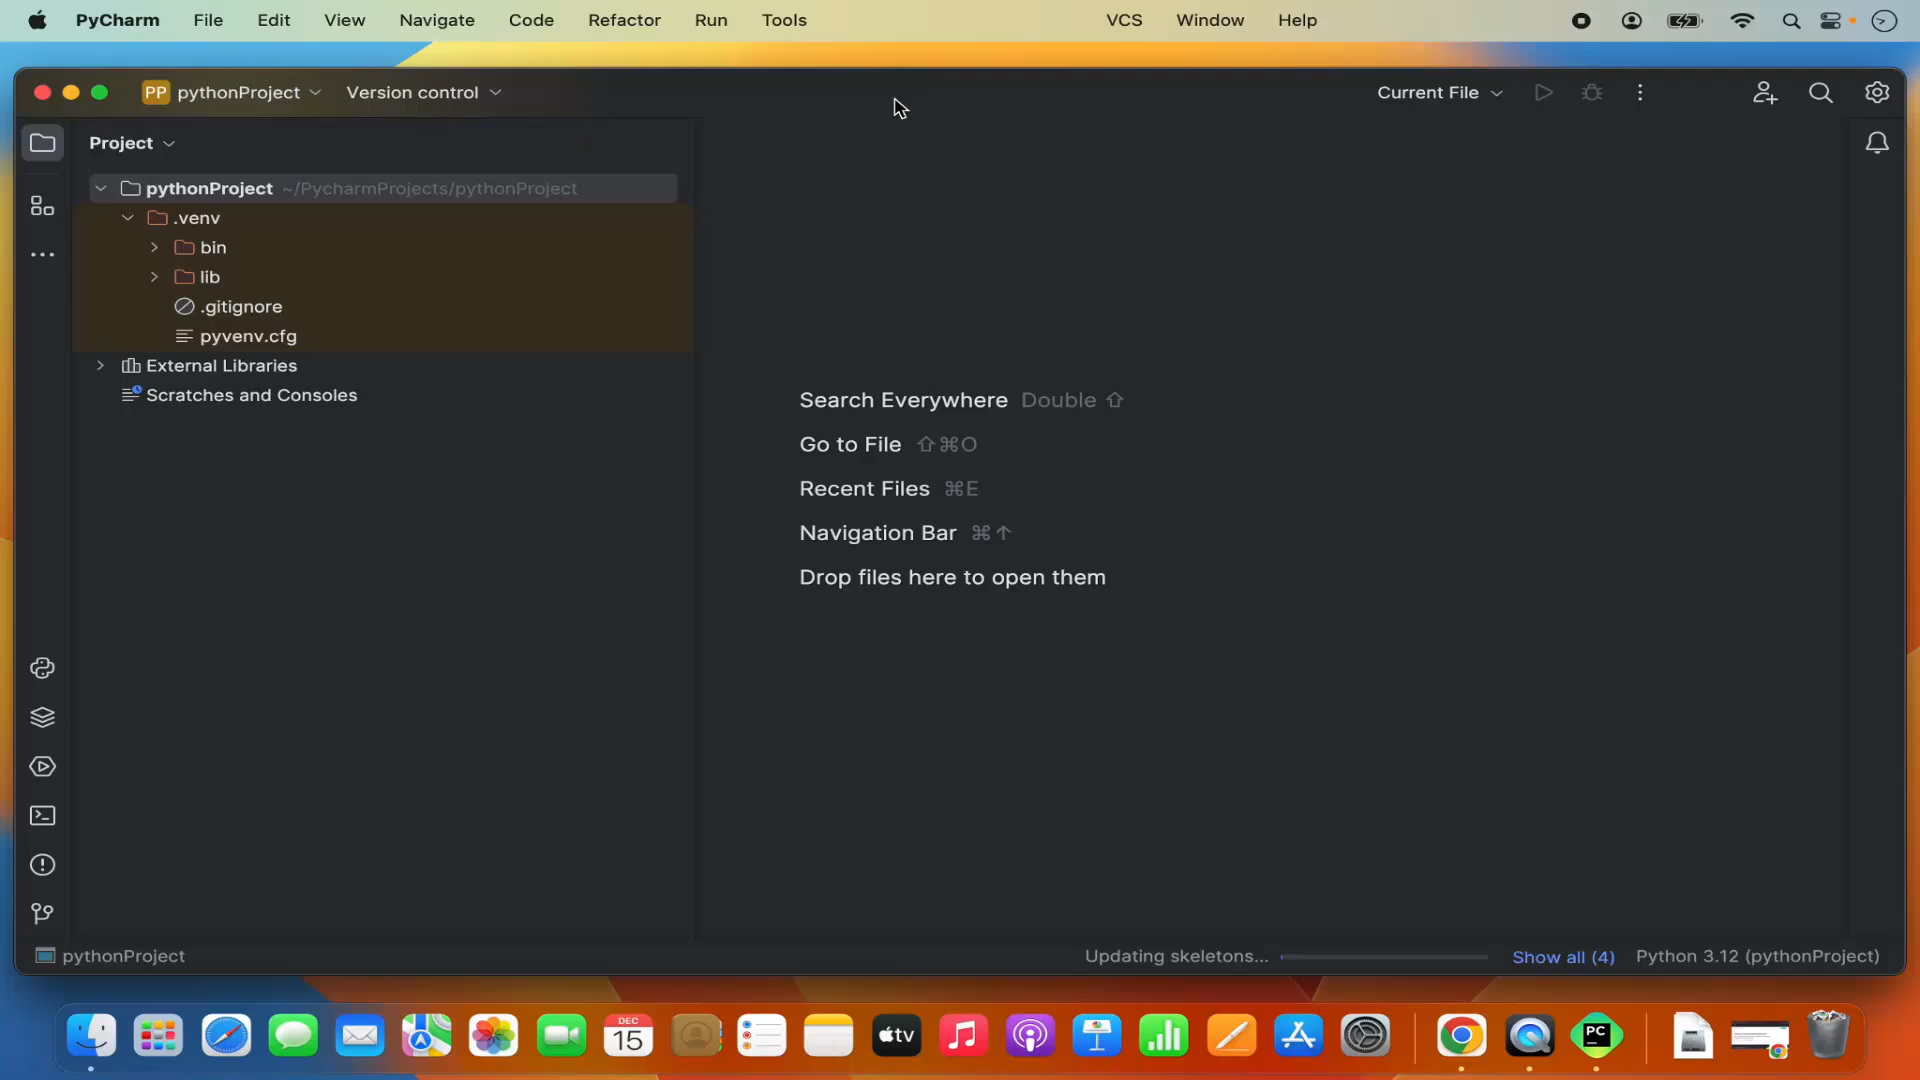 PyCharm File Edit View Navigate Code Refactor Run Tools VCS Window Help
PP pythonProject Version control Current File
Project
pythonProject ~/PycharmProjects/pythonProject
.venv
bin
lib
.gitignore
pyvenv.cfg
External Libraries
Scratches and Consoles
Search Everywhere Double ⇧
Go to File ⇧⌘O
Recent Files ⌘E
Navigation Bar ⌘↑
Drop files here to open them
pythonProject Updating skeletons... Show all (4) Python 3.12 (pythonProject)
DEC
15
tv
PC